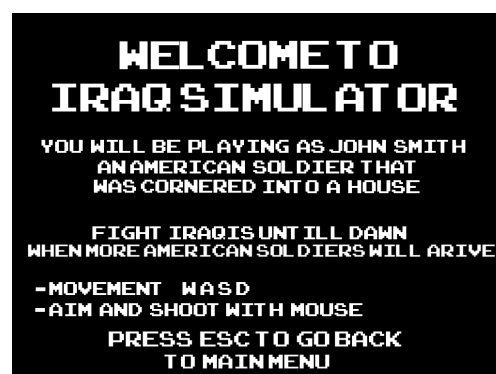 WELCOME TO
IRAQ SIMULATOR
YOU WILL BE PLAYING AS JOHN SMITH
AN AMERICAN SOLDIER THAT
WAS CORNERED INTO A HOUSE
FIGHT IRAQIS UNTILL DAWN
WHEN MORE AMERICAN SOLDIERS WILL ARIVE
-MOVEMENT WASD
-AIM AND SHOOT WITH MOUSE
PRESS ESC TO GO BACK
TO MAIN MENU